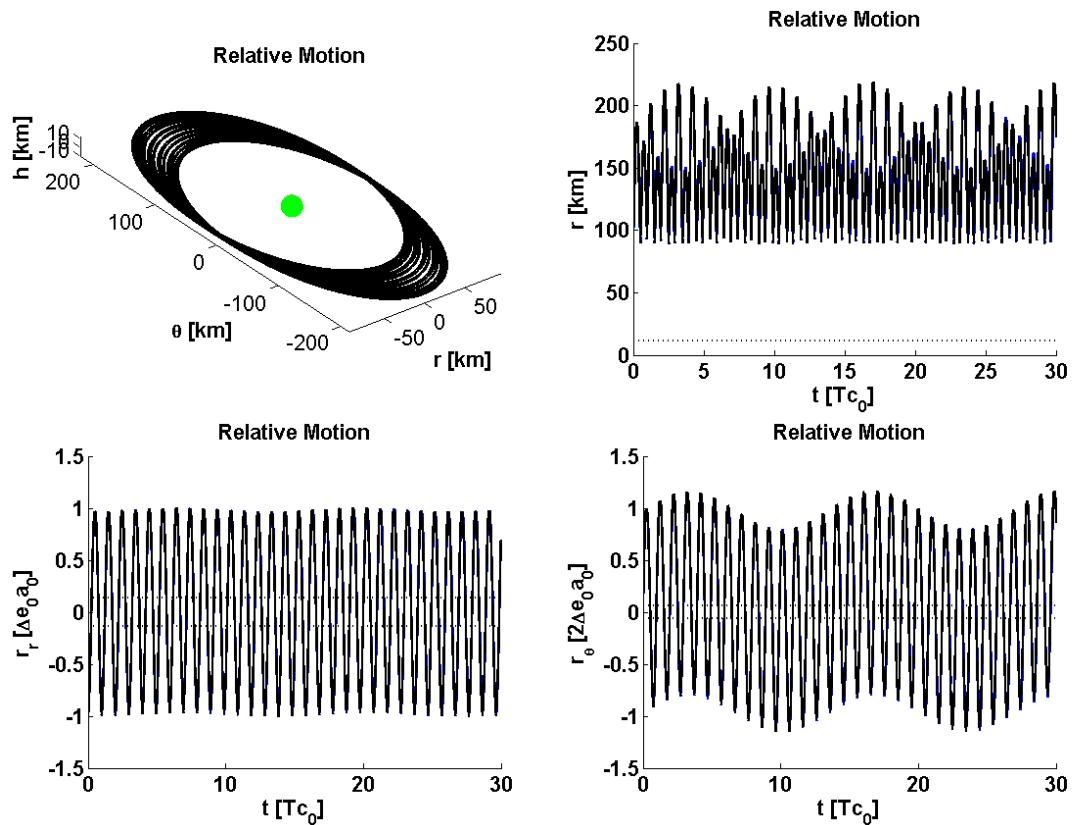 Relative Motion
h [km]
10
0
-10
200
100
0
-100
-200
θ [km]
-50
0
50
r [km]
Relative Motion
250
200
150
100
50
0
r [km]
0 5 10 15 20 25 30
t [Tc₀]
Relative Motion
1.5
1
0.5
0
-0.5
-1
-1.5
r_r [Δe₀a₀]
0 10 20 30
t [Tc₀]
Relative Motion
1.5
1
0.5
0
-0.5
-1
-1.5
r_θ [2Δe₀a₀]
0 10 20 30
t [Tc₀]